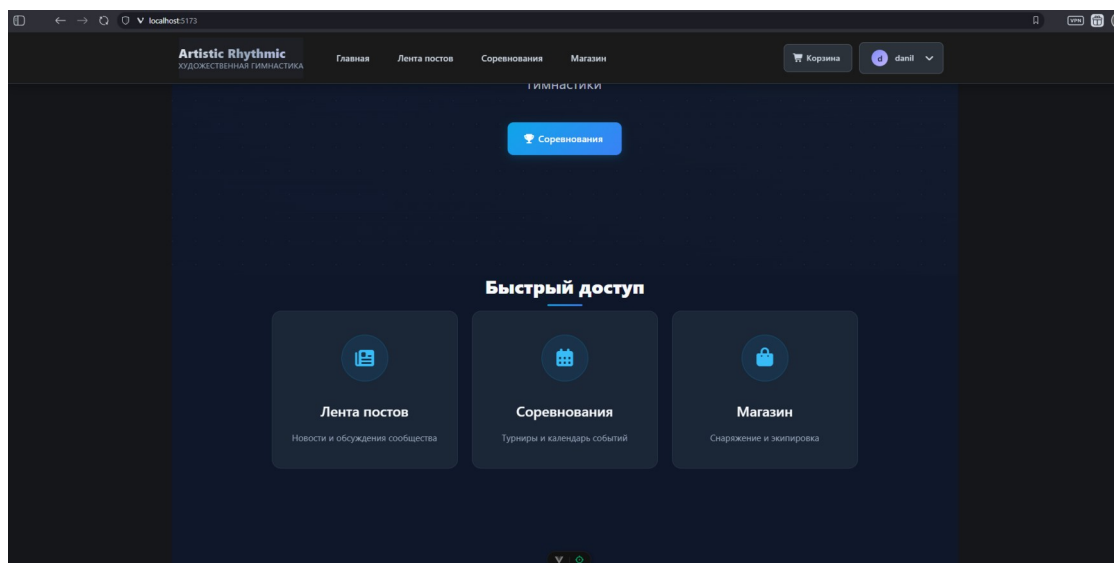 localhost:5173
VPN
Artistic Rhythmic
ХУДОЖЕСТВЕННАЯ ГИМНАСТИКА
Главная
Лента постов
Соревнования
Магазин
Корзина
d danil
гимнастики
Соревнования
Быстрый доступ
Лента постов
Соревнования
Магазин
Новости и обсуждения сообщества
Турниры и календарь событий
Снаряжение и экипировка